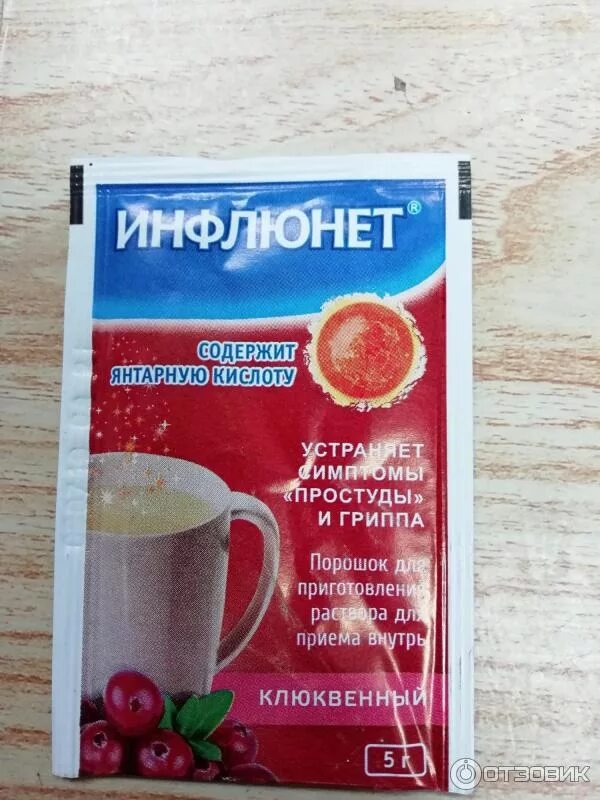 ИНФЛЮНЕТ®
СОДЕРЖИТ
ЯНТАРНУЮ КИСЛОТУ
УСТРАНЯЕТ
СИМПТОМЫ
«ПРОСТУДЫ»
И ГРИППА
Порошок для
приготовления
раствора для
приема внутрь
КЛЮКВЕННЫЙ
5 г
ОТЗОВИК